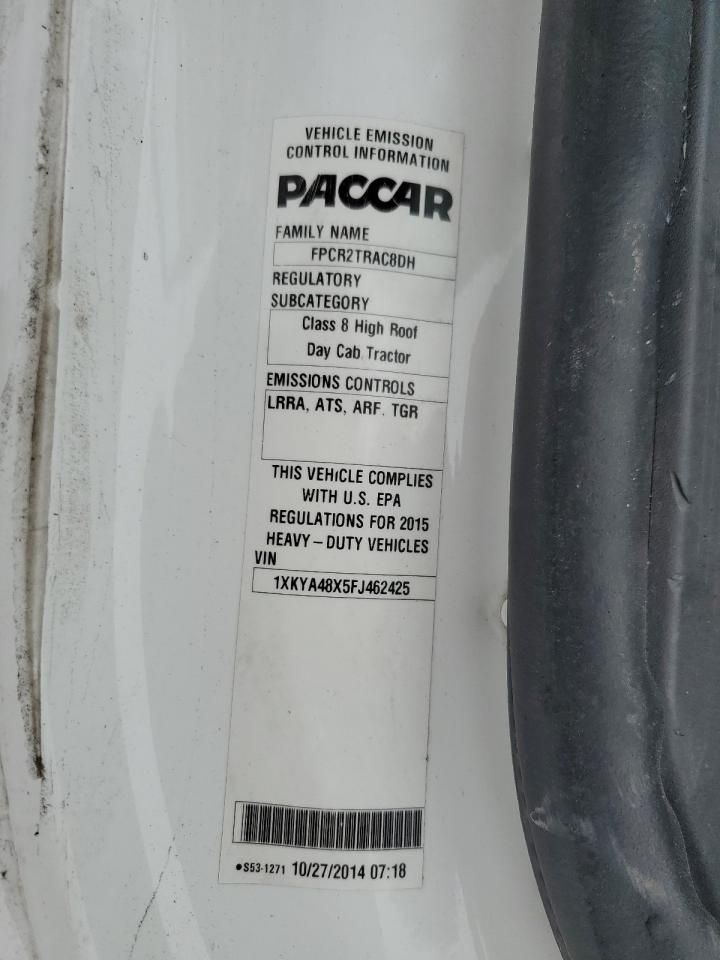 VEHICLE EMISSION
CONTROL INFORMATION
PACCAR
FAMILY NAME
FPCR2TRAC8DH
REGULATORY
SUBCATEGORY
Class 8 High Roof
Day Cab Tractor
EMISSIONS CONTROLS
LRRA, ATS, ARF, TGR
THIS VEHICLE COMPLIES
WITH U.S. EPA
REGULATIONS FOR 2015
HEAVY-DUTY VEHICLES
VIN
1XKYA48X5FJ462425
●S53-1271 10/27/2014 07:18